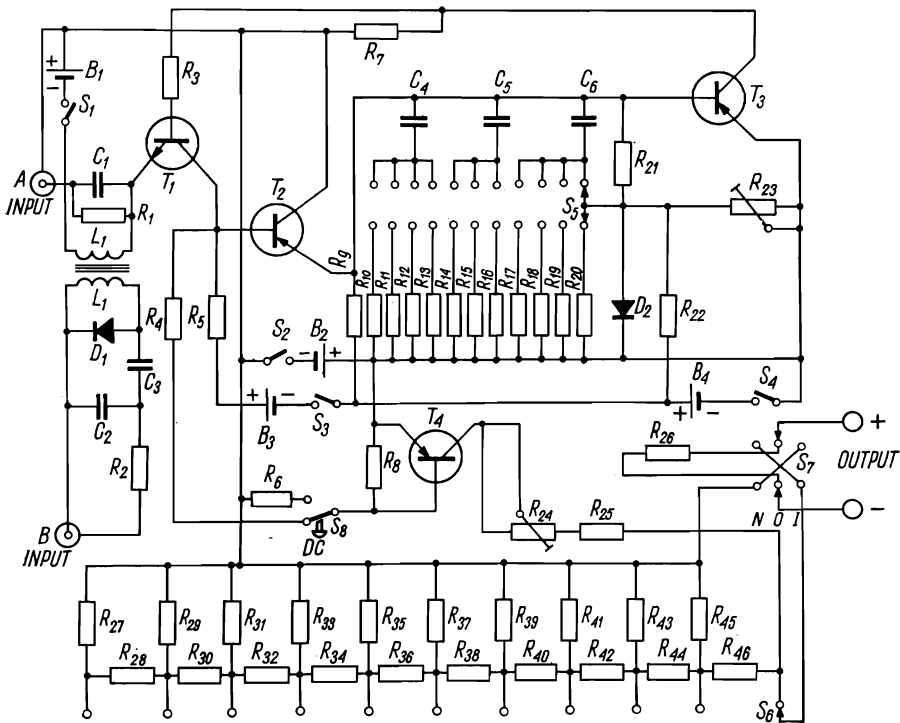 R7
+
B1
−
S1
R3
C4
C5
C6
T3
C1
T1
A
INPUT
R1
T2
R21
R23
S5
L1
R9
R10
R11
R12
R13
R14
R15
R16
R17
R18
R19
R20
L1
R4
R5
D2
R22
D1
S2
B2
− +
C3
B4
S4
+ −
+ −
B3
S3
C2
T4
R26
S7
+
OUTPUT
−
R2
R8
R6
R24
R25
N O I
B
INPUT
S8
DC
R27
R29
R31
R33
R35
R37
R39
R41
R43
R45
R28
R30
R32
R34
R36
R38
R40
R42
R44
R46
S6